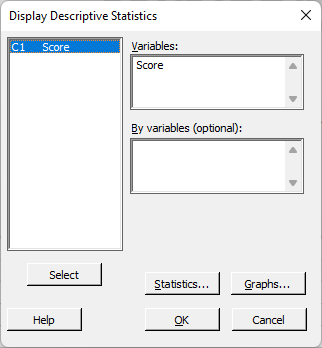 Display Descriptive Statistics
C1 Score
Variables:
Score
By variables (optional):
Select
Statistics...
Graphs...
Help
OK
Cancel